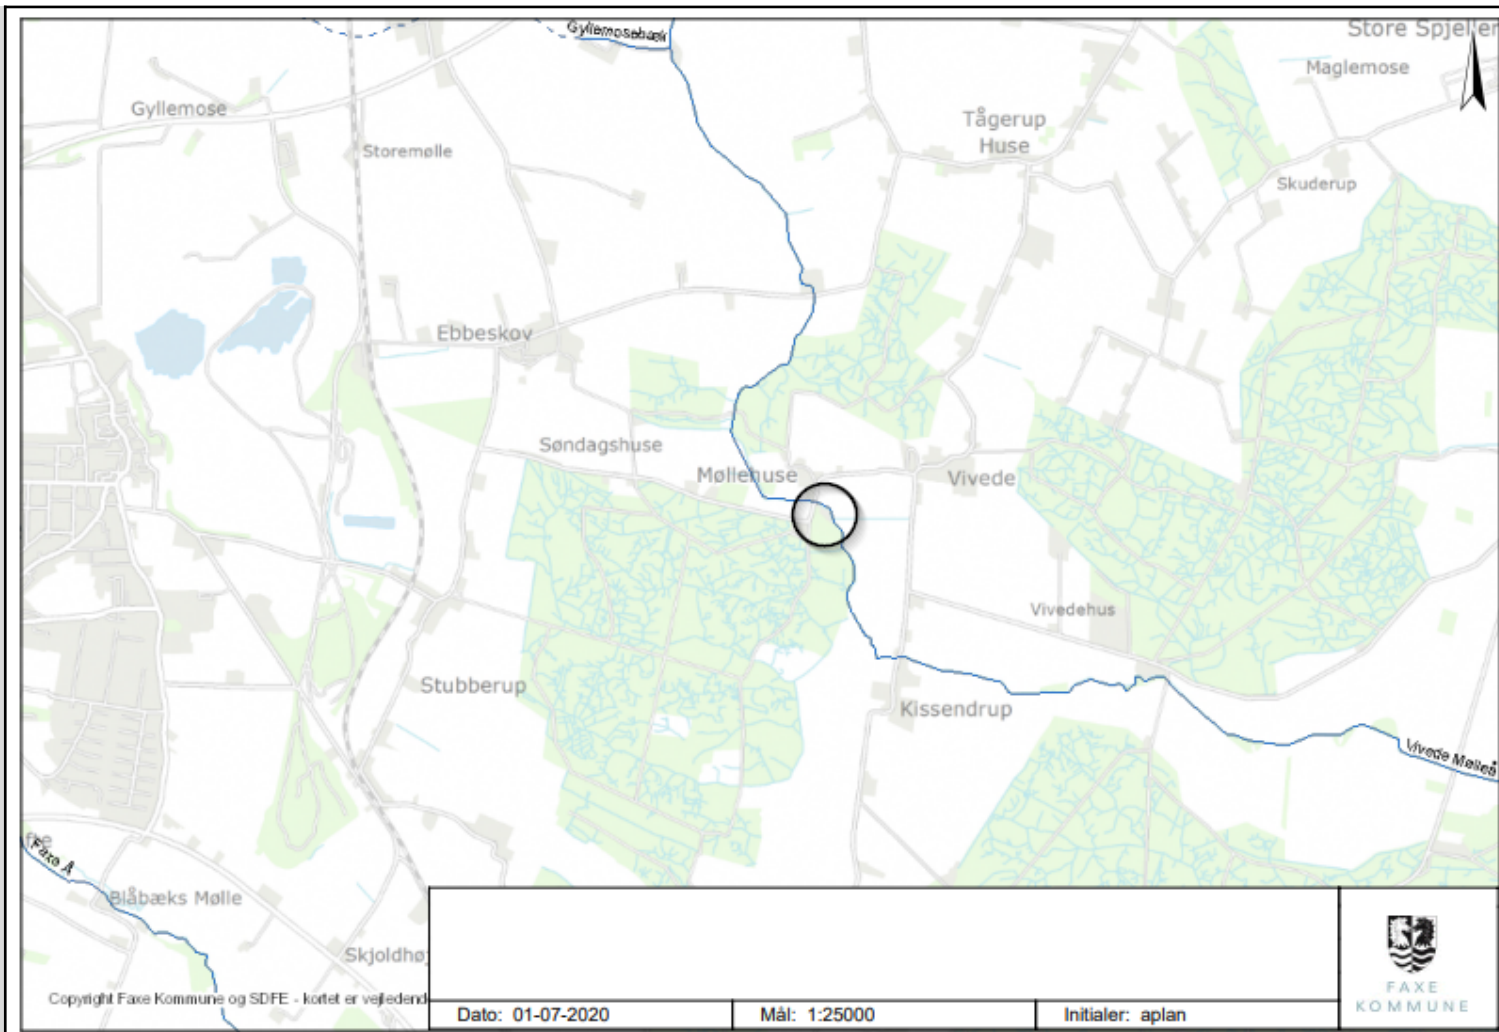 Gyllemosebæk
Store Spjeller
Maglemose
Gyllemose
Tågerup
Huse
Storemølle
Skuderup
Ebbeskov
Søndagshuse
Møllehuse
Vivede
Vivedehus
Stubberup
Kissendrup
Vivede Mølleå
Faxe Å
Blåbæks Mølle
Skjoldhøj
Copyright Faxe Kommune og SDFE - kortet er vejledend
Dato: 01-07-2020
Mål: 1:25000
Initialer: aplan
FAXE
KOMMUNE